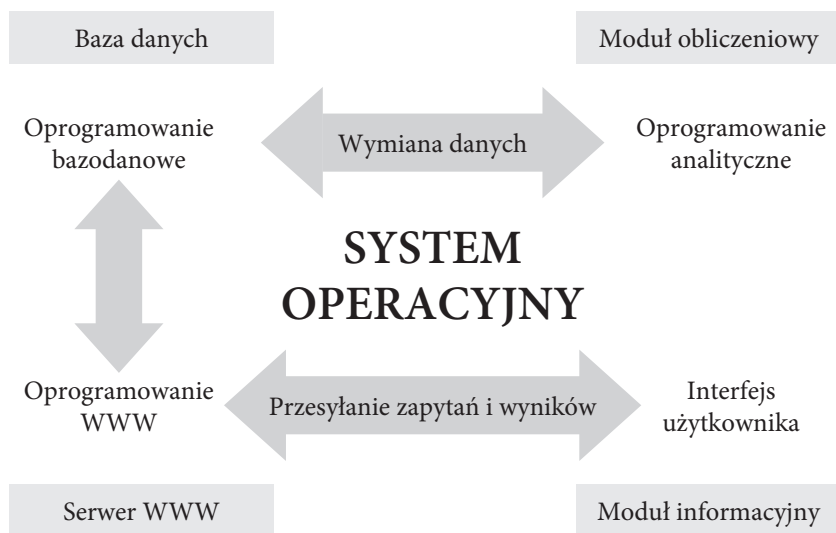 Baza danych
Moduł obliczeniowy
Oprogramowanie
bazodanowe
Wymiana danych
Oprogramowanie
analityczne
SYSTEM
OPERACYJNY
Oprogramowanie
WWW
Przesyłanie zapytań i wyników
Interfejs
użytkownika
Serwer WWW
Moduł informacyjny